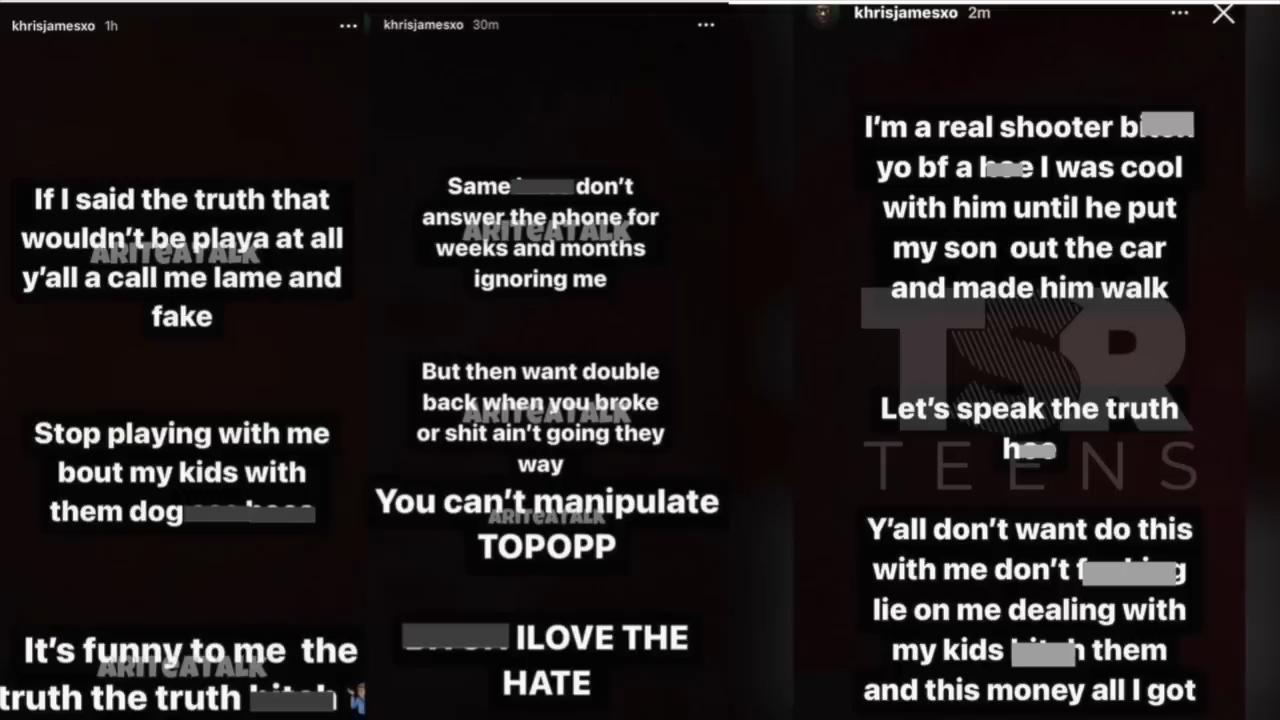 khrisjamesxo 1h
If I said the truth that
wouldn't be playa at all
y'all a call me lame and
fake
ARITEATALK
Stop playing with me
bout my kids with
them dog
It's funny to me the
truth the truth
ARITEATALK
khrisjamesxo 30m
Same don't
answer the phone for
weeks and months
ignoring me
ARITEATALK
But then want double
back when you broke
or shit ain't going they
way
ARITEATALK
You can't manipulate
TOPOPP
ARITEATALK
ILOVE THE
HATE
khrisjamesxo 2m
I'm a real shooter
yo bf a I was cool
with him until he put
my son out the car
and made him walk
TSR
TEENS
Let's speak the truth
Y'all don't want do this
with me don't
lie on me dealing with
my kids them
and this money all I got